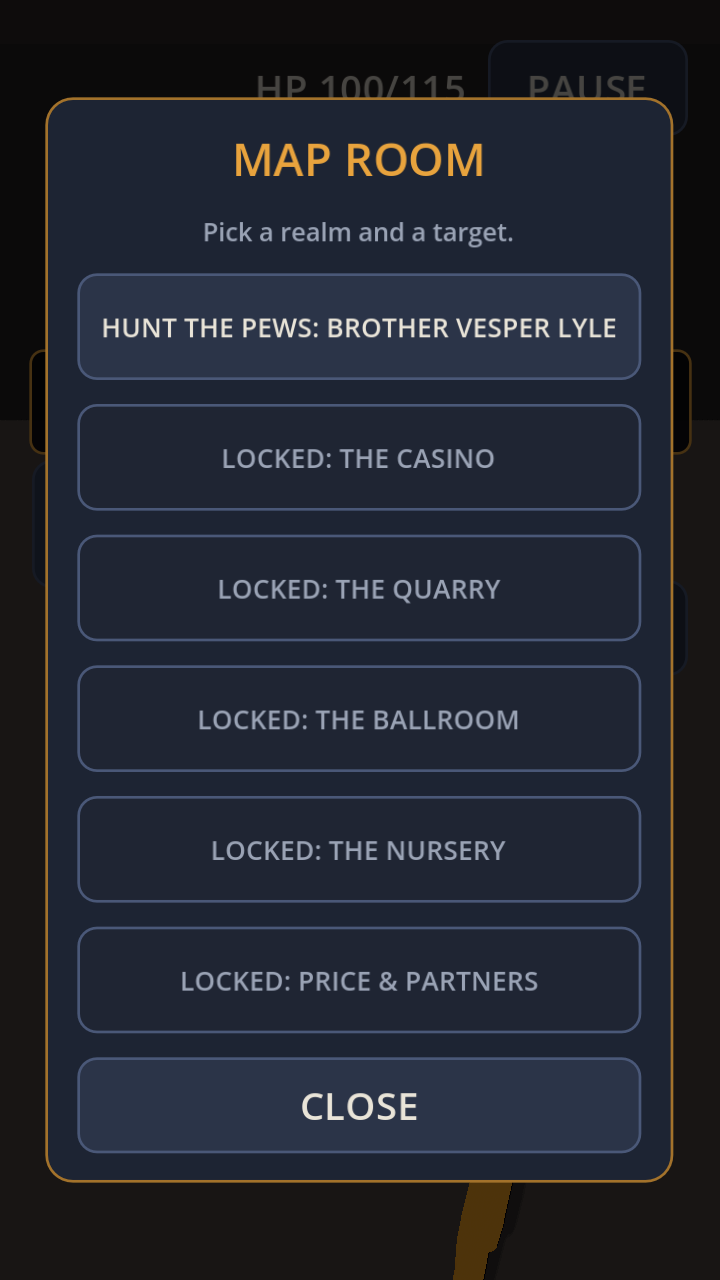 HP 100/115 PAUSE
MAP ROOM
Pick a realm and a target.
HUNT THE PEWS: BROTHER VESPER LYLE
LOCKED: THE CASINO
LOCKED: THE QUARRY
LOCKED: THE BALLROOM
LOCKED: THE NURSERY
LOCKED: PRICE & PARTNERS
CLOSE